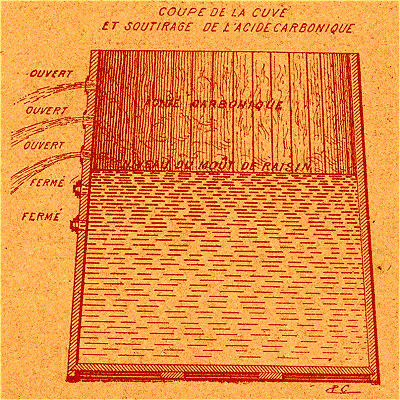 COUPE DE LA CUVE
ET SOUTIRAGE DE L'ACIDE CARBONIQUE
OUVERT
ACIDE CARBONIQUE
OUVERT
OUVERT
NIVEAU DU MOÛT DE RAISIN
FERMÉ
FERMÉ